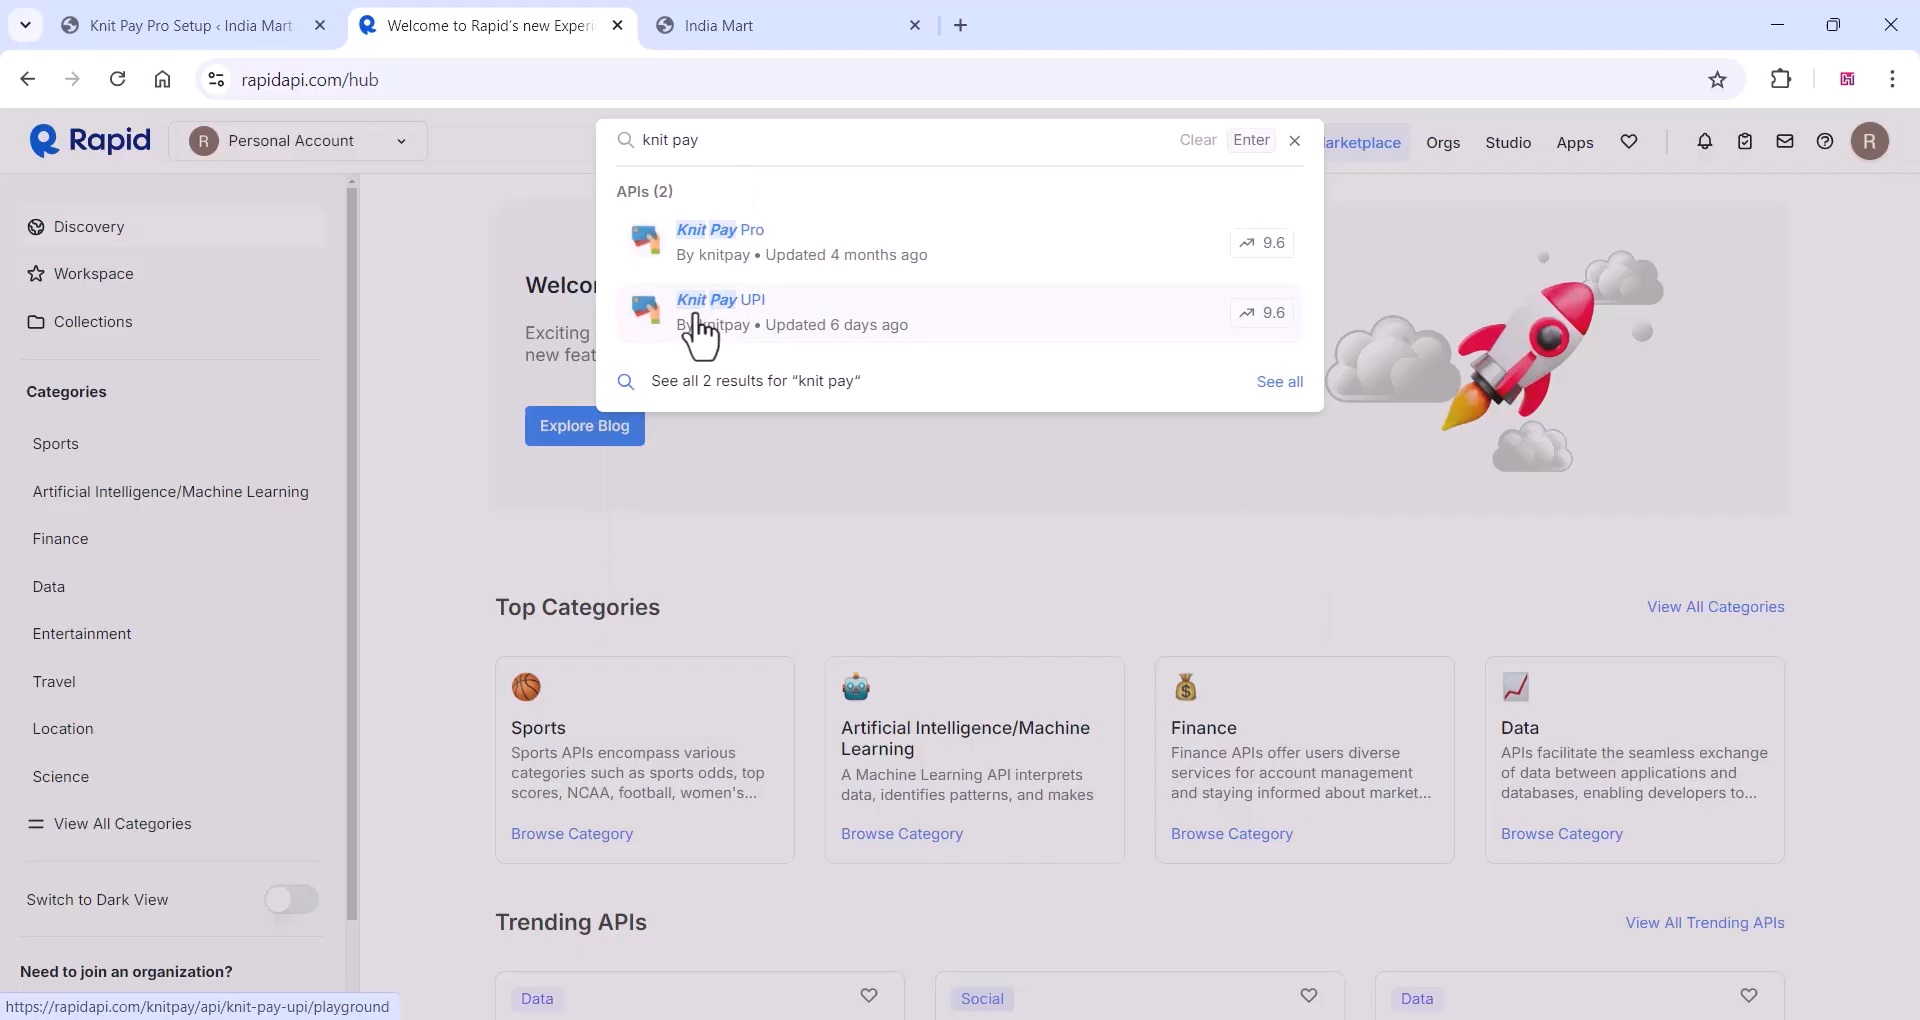 Knit Pay Pro Setup ‹ India Mart
Welcome to Rapid's new Experi
India Mart
rapidapi.com/hub
Rapid
R
Personal Account
knit pay
Clear
Enter
arketplace
Orgs
Studio
Apps
R
APIs (2)
Knit Pay Pro
By knitpay • Updated 4 months ago
9.6
Knit Pay UPI
By knitpay • Updated 6 days ago
9.6
See all 2 results for “knit pay“
See all
Discovery
Workspace
Collections
Categories
Sports
Artificial Intelligence/Machine Learning
Finance
Data
Entertainment
Travel
Location
Science
View All Categories
Switch to Dark View
Need to join an organization?
https://rapidapi.com/knitpay/api/knit-pay-upi/playground
Welco
Exciting
new feat
Explore Blog
Top Categories
View All Categories
Sports
Sports APIs encompass various
categories such as sports odds, top
scores, NCAA, football, women's...
Browse Category
Artificial Intelligence/Machine
Learning
A Machine Learning API interprets
data, identifies patterns, and makes
Browse Category
Finance
Finance APIs offer users diverse
services for account management
and staying informed about market...
Browse Category
Data
APIs facilitate the seamless exchange
of data between applications and
databases, enabling developers to...
Browse Category
Trending APIs
View All Trending APIs
Data
Social
Data